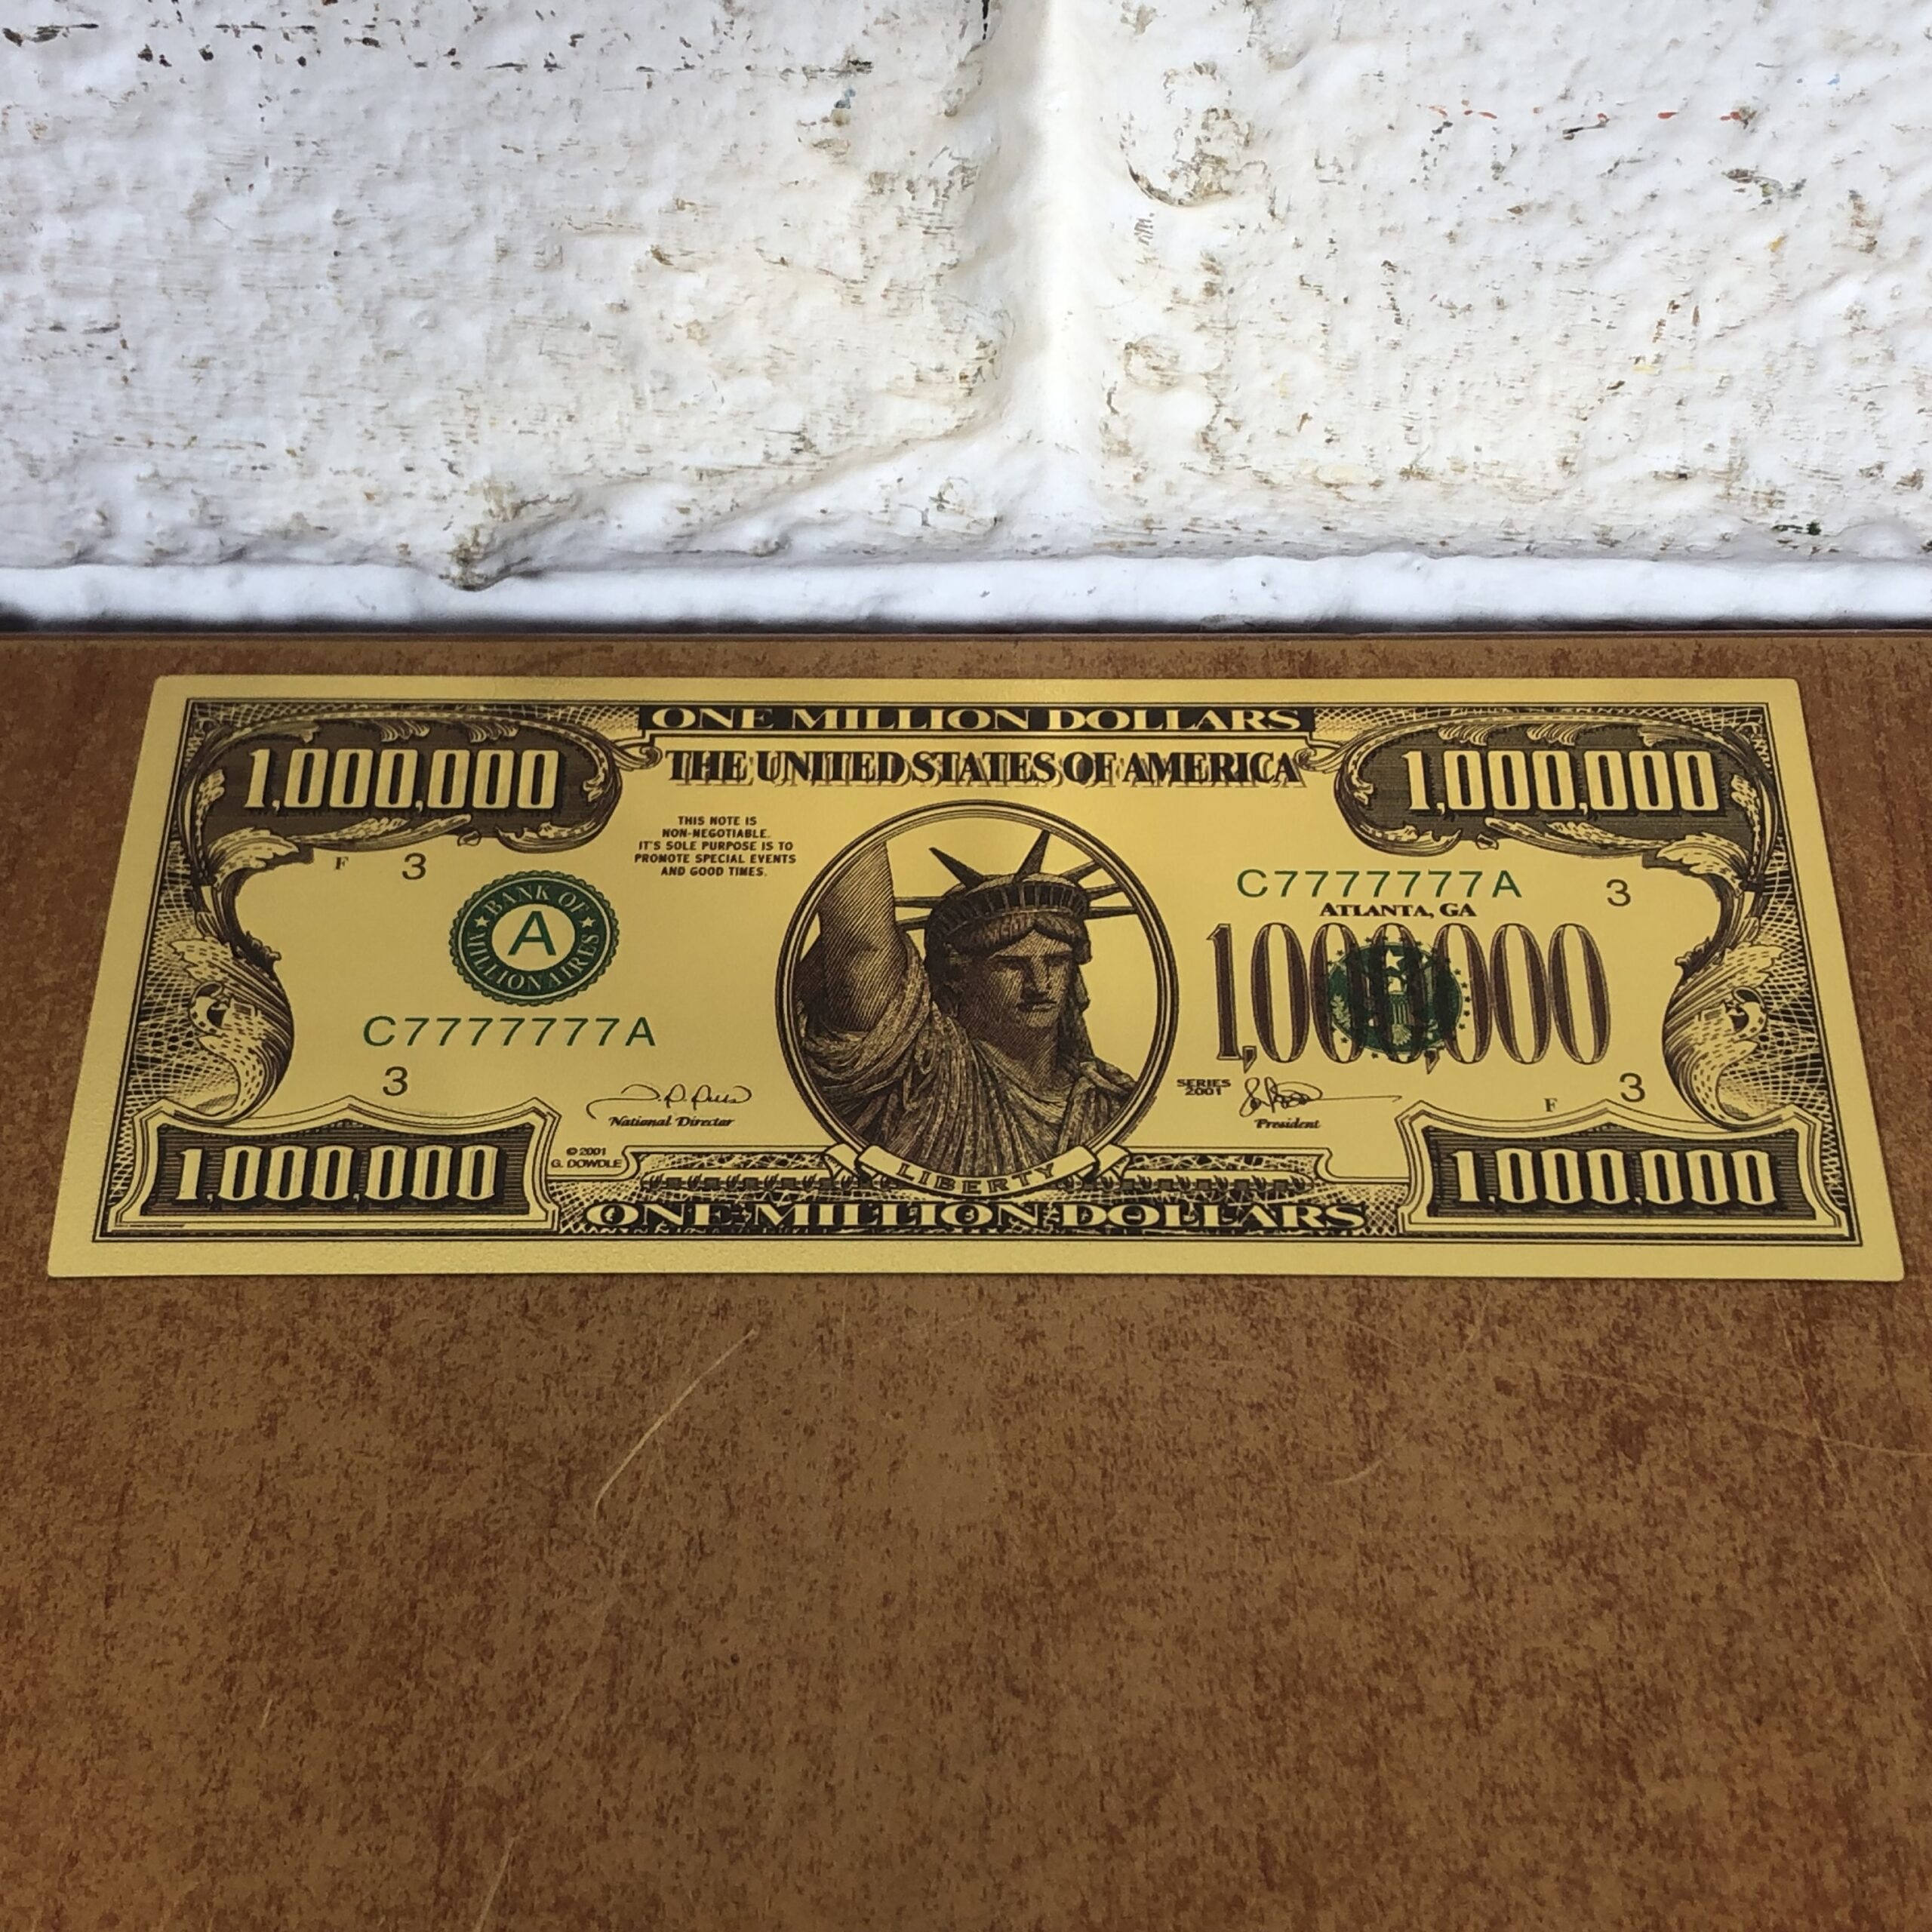 ONE MILLION DOLLARS
1,000,000
THE UNITED STATES OF AMERICA
1,000,000
THIS NOTE IS
NON-NEGOTIABLE.
IT'S SOLE PURPOSE IS TO
PROMOTE SPECIAL EVENTS
AND GOOD TIMES.
F 3
BANK OF
MILLIONAIRES
A
C7777777A
3
C7777777A
3
ATLANTA, GA
1,000,000
National Director
SERIES
2001
President
F 3
© 2001
G. DOWDLE
LIBERTY
1,000,000
ONE MILLION DOLLARS
1,000,000